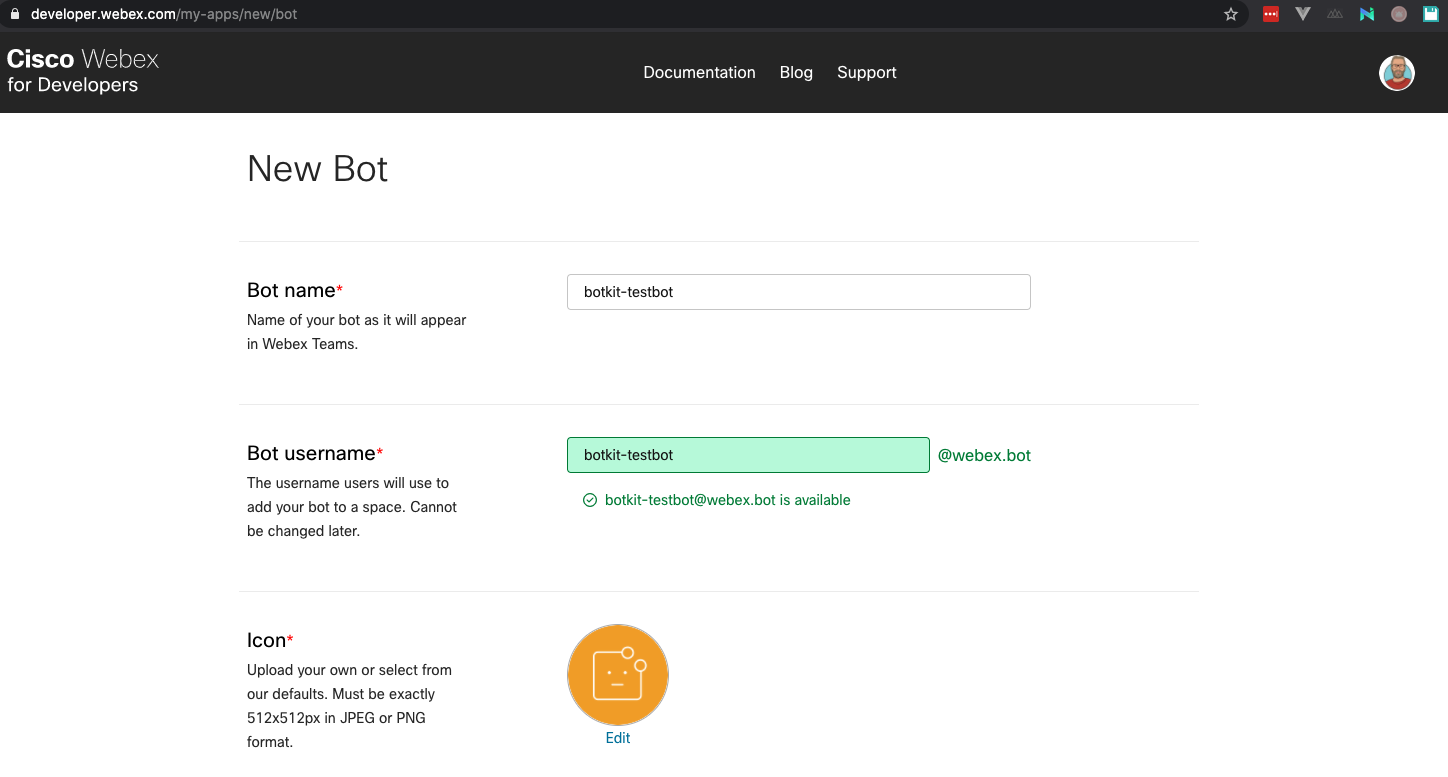 developer.webex.com/my-apps/new/bot
Cisco Webex
for Developers
Documentation Blog Support
New Bot
Bot name*
Name of your bot as it will appear
in Webex Teams.
botkit-testbot
Bot username*
The username users will use to
add your bot to a space. Cannot
be changed later.
botkit-testbot @webex.bot
botkit-testbot@webex.bot is available
Icon*
Upload your own or select from
our defaults. Must be exactly
512x512px in JPEG or PNG
format.
Edit